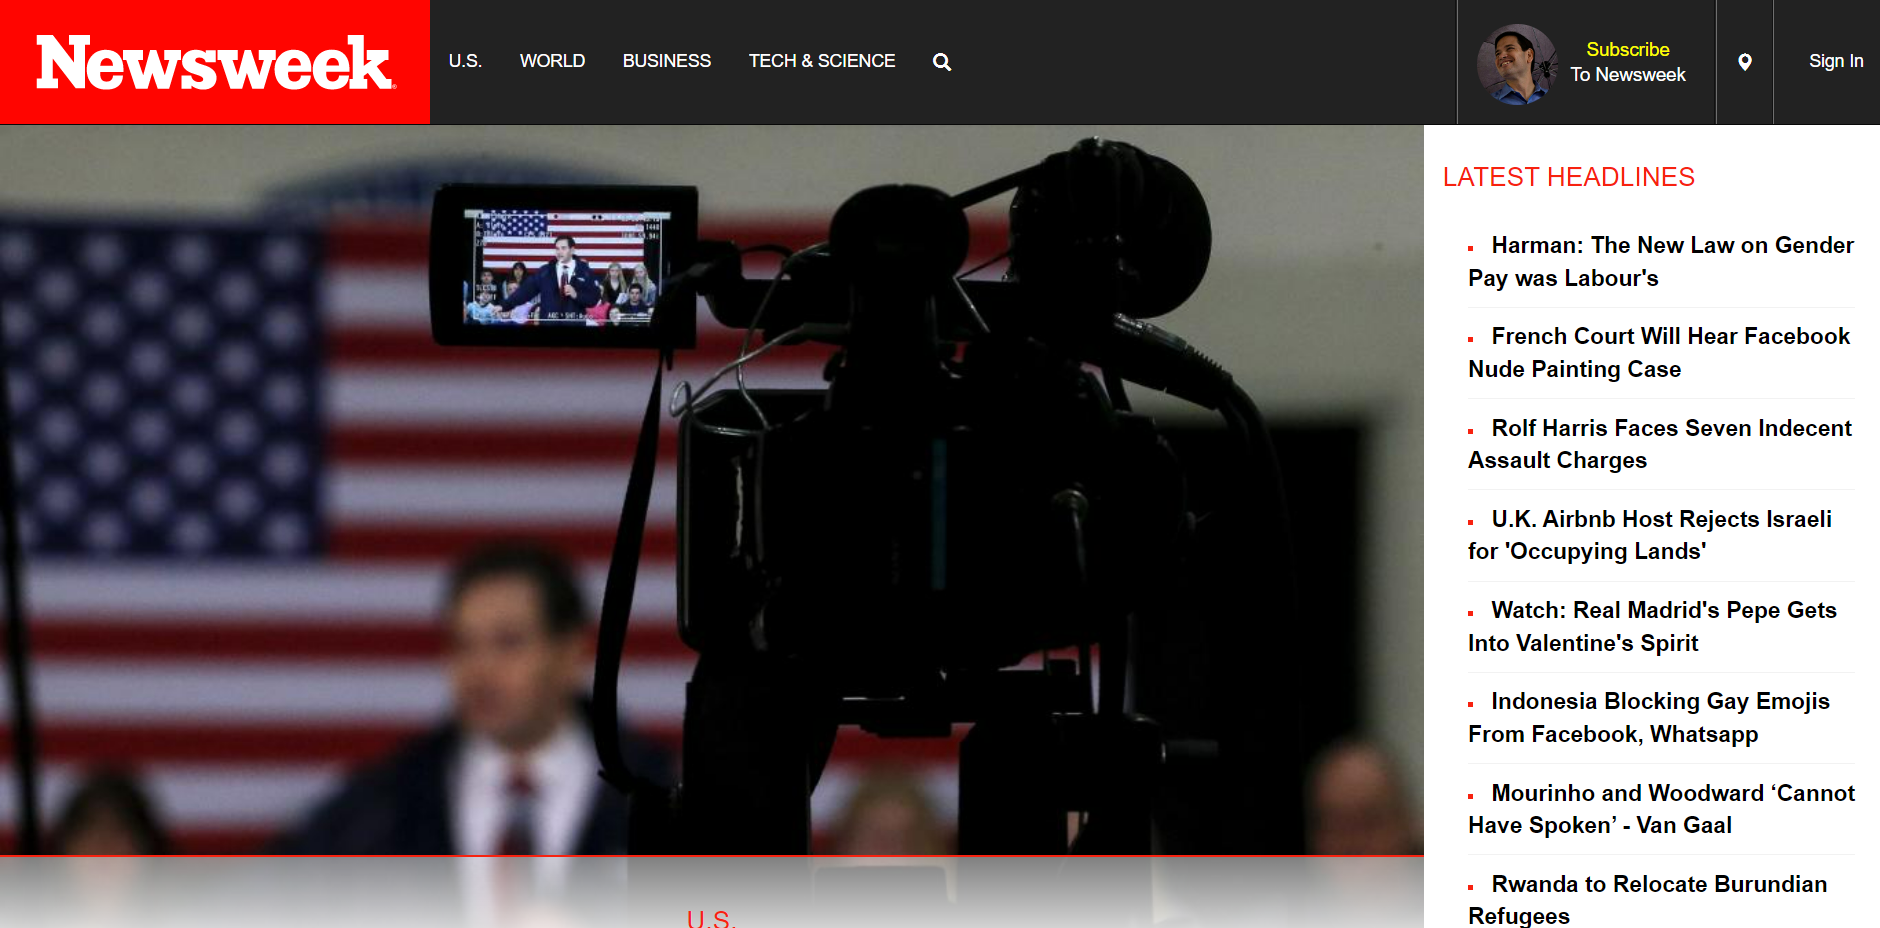 Newsweek
U.S. WORLD BUSINESS TECH & SCIENCE
Subscribe
To Newsweek
Sign In
LATEST HEADLINES
Harman: The New Law on Gender
Pay was Labour's
French Court Will Hear Facebook
Nude Painting Case
Rolf Harris Faces Seven Indecent
Assault Charges
U.K. Airbnb Host Rejects Israeli
for 'Occupying Lands'
Watch: Real Madrid's Pepe Gets
Into Valentine's Spirit
Indonesia Blocking Gay Emojis
From Facebook, Whatsapp
Mourinho and Woodward ‘Cannot
Have Spoken’ - Van Gaal
Rwanda to Relocate Burundian
Refugees
U.S.